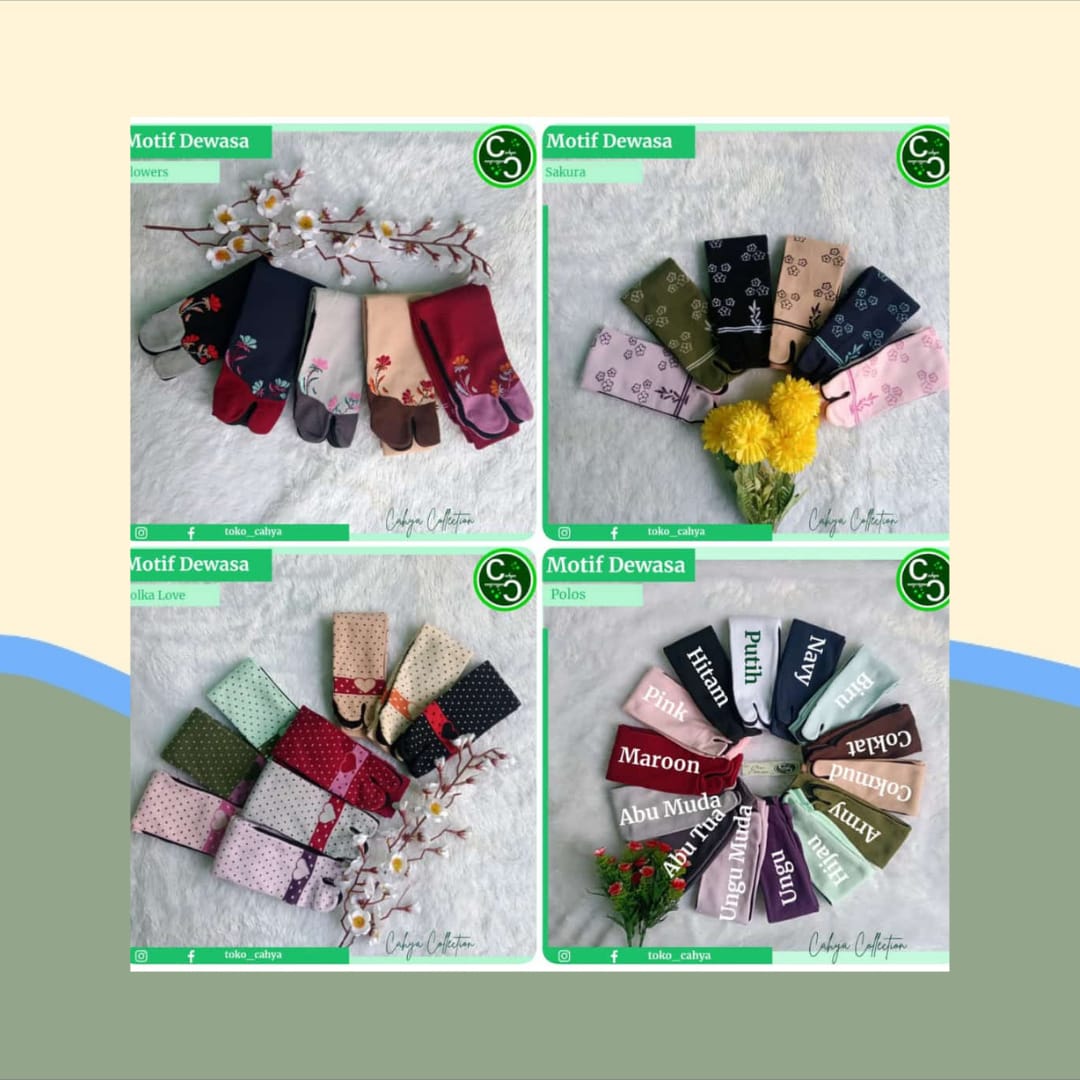 Motif Dewasa
lowers
C
C
Cahya Collection
toko_cahya
Motif Dewasa
Sakura
C
C
Cahya Collection
toko_cahya
Motif Dewasa
olka Love
C
C
Cahya Collection
toko_cahya
Motif Dewasa
Polos
C
C
Putih
Hitam
Navy
Pink
Biru
Maroon
Coklat
Cokmud
Abu Muda
Army
Abu Tua
Hijau
Ungu Muda
Ungu
Cahya Collection
toko_cahya